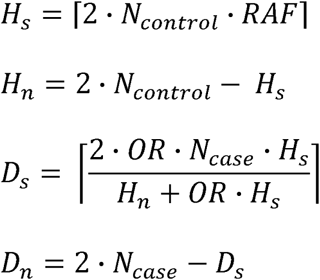 H_s = ⌈2 · N_control · RAF⌉
H_n = 2 · N_control − H_s
D_s = ⌈(2 · OR · N_case · H_s) / (H_n + OR · H_s)⌉
D_n = 2 · N_case − D_s